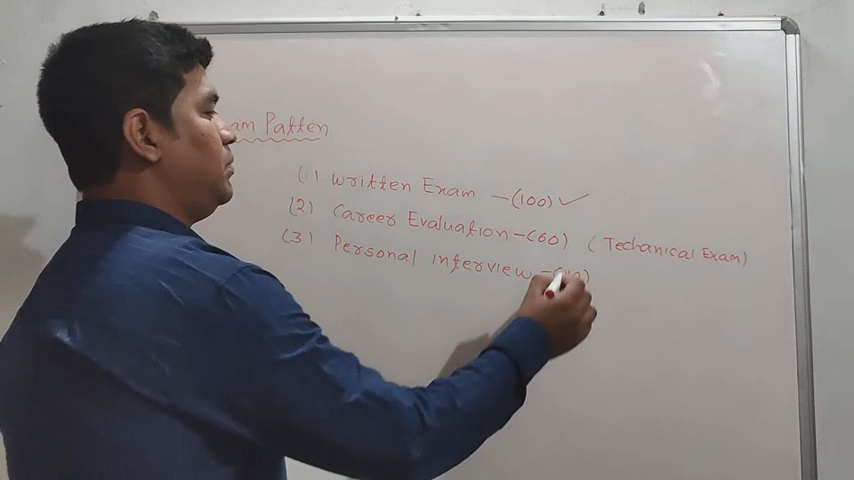 am Patten
(1) Written Exam -(100) ✓
(2) Career Evaluation -(60) (Techanical Exam)
(3) Personal interview